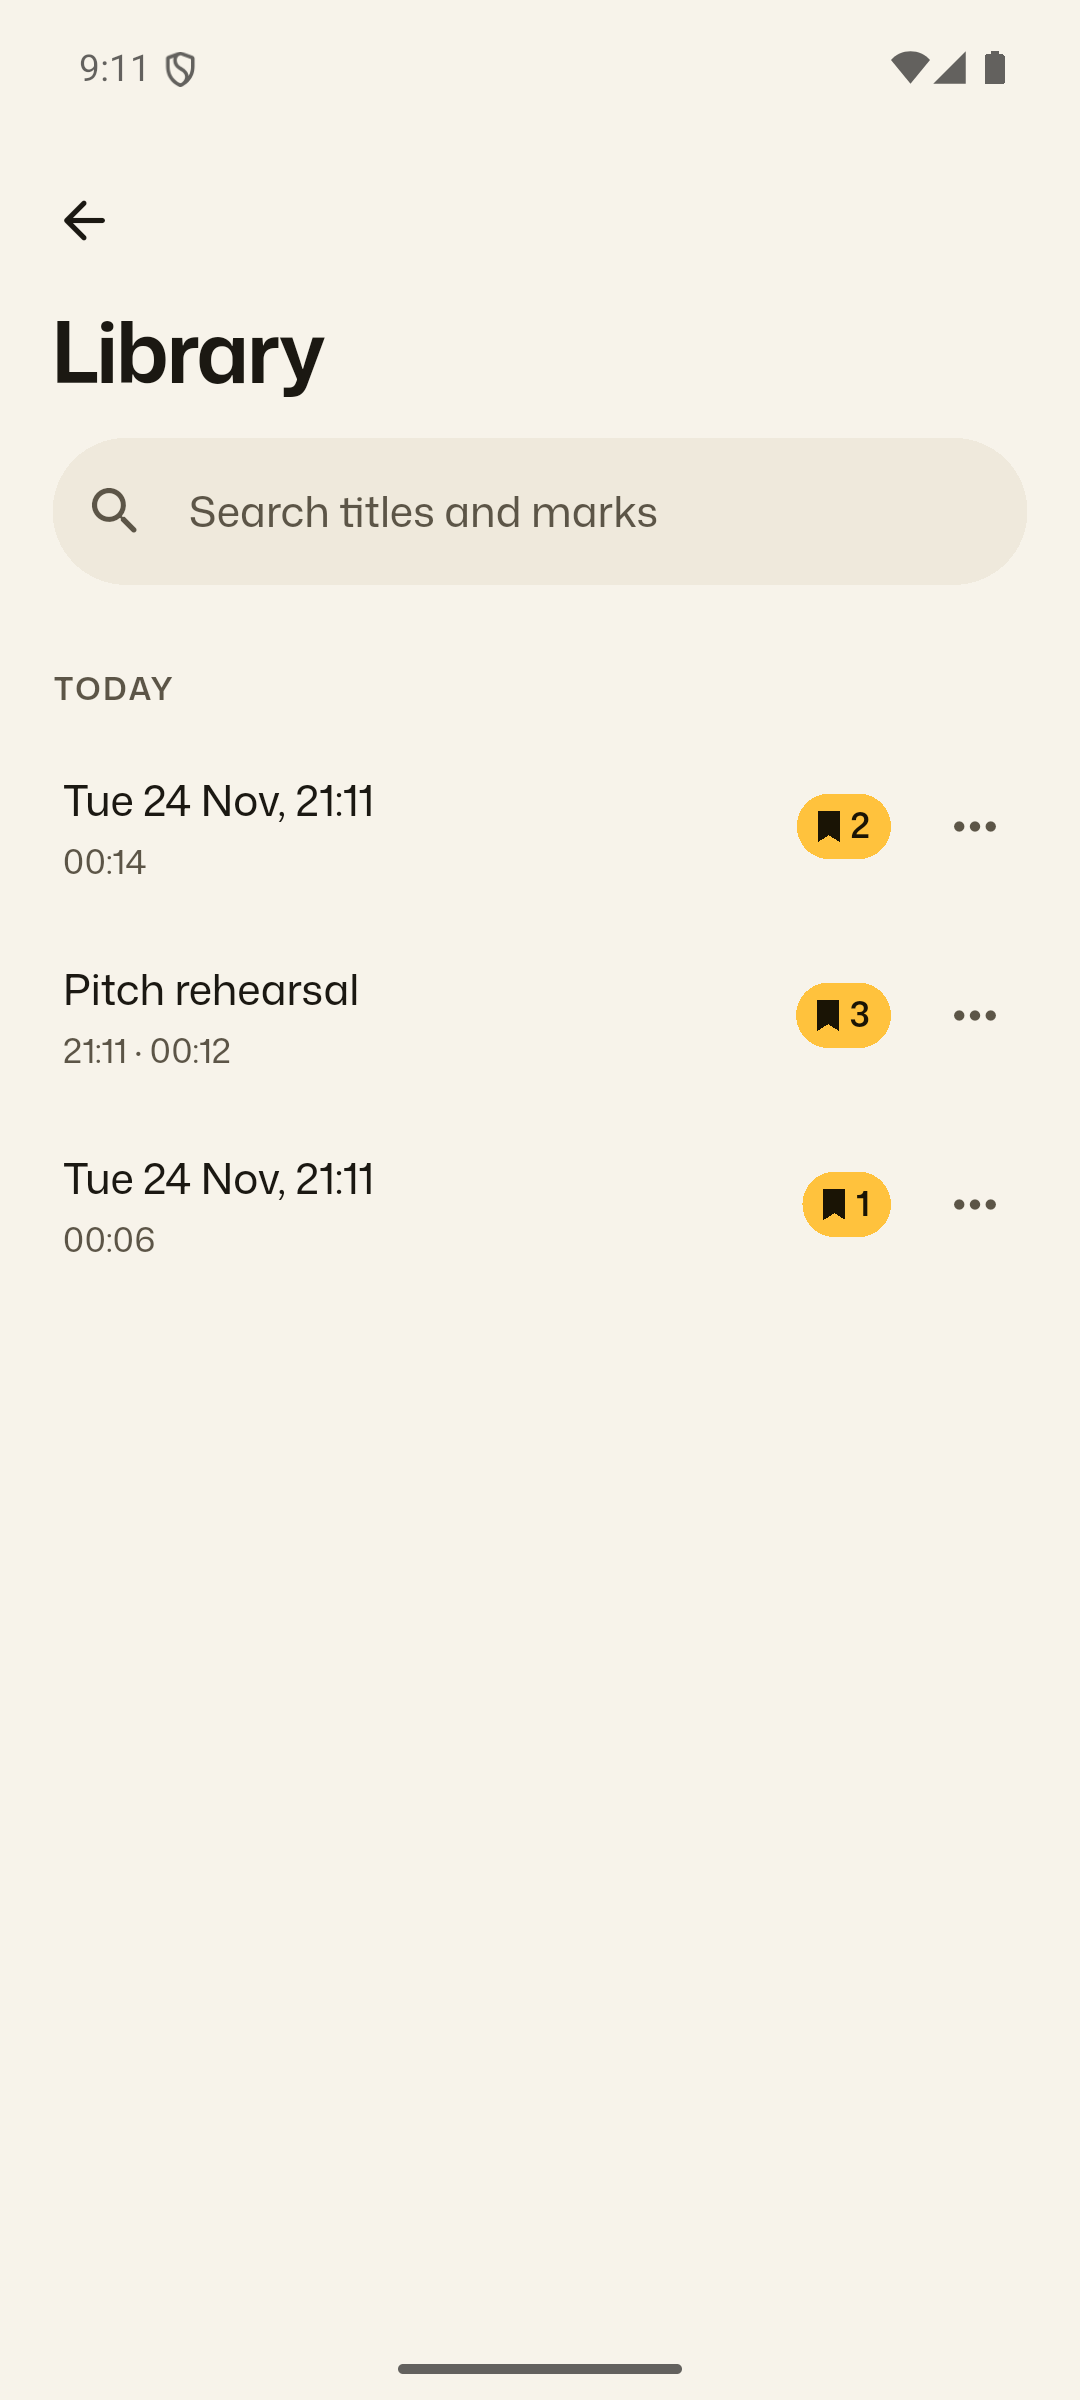 9:11
Library
Search titles and marks
TODAY
Tue 24 Nov, 21:11
2
00:14
Pitch rehearsal
3
21:11 · 00:12
Tue 24 Nov, 21:11
1
00:06